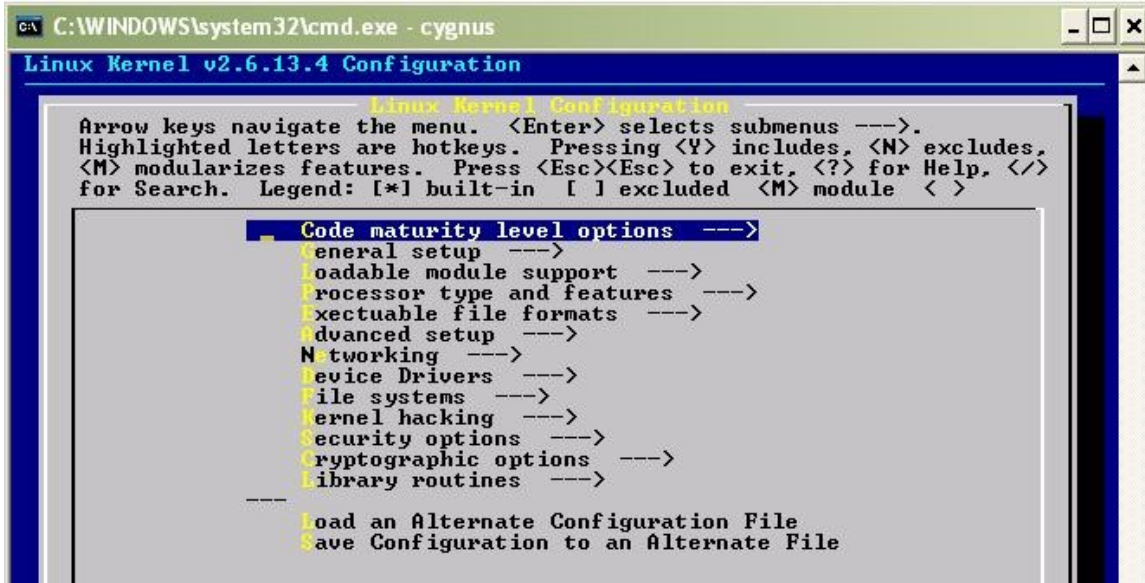 C:\WINDOWS\system32\cmd.exe - cygnus
Linux Kernel v2.6.13.4 Configuration
Linux Kernel Configuration
Arrow keys navigate the menu. <Enter> selects submenus --->.
Highlighted letters are hotkeys. Pressing <Y> includes, <N> excludes,
<M> modularizes features. Press <Esc><Esc> to exit, <?> for Help, </>
for Search. Legend: [*] built-in [ ] excluded <M> module < >
Code maturity level options --->
General setup --->
Loadable module support --->
Processor type and features --->
Exectuable file formats --->
Advanced setup --->
Networking --->
Device Drivers --->
File systems --->
Kernel hacking --->
Security options --->
Cryptographic options --->
Library routines --->
---
Load an Alternate Configuration File
Save Configuration to an Alternate File